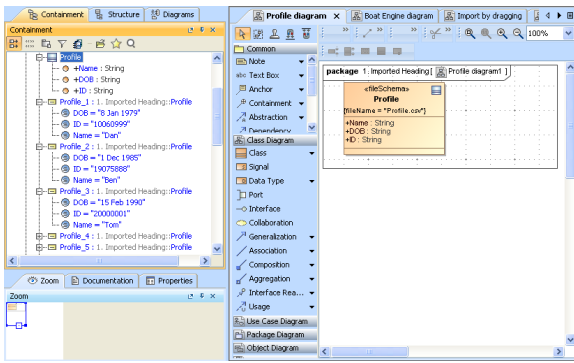 Containment Structure Diagrams
Containment
Profile
+Name : String
+DOB : String
+ID : String
Profile_1 : 1. Imported Heading::Profile
DOB = "8 Jan 1979"
ID = "10060999"
Name = "Dan"
Profile_2 : 1. Imported Heading::Profile
DOB = "1 Dec 1985"
ID = "19075888"
Name = "Ben"
Profile_3 : 1. Imported Heading::Profile
DOB = "15 Feb 1990"
ID = "20000001"
Name = "Tom"
Profile_4 : 1. Imported Heading::Profile
Profile_5 : 1. Imported Heading::Profile
Zoom Documentation Properties
Zoom
Profile diagram Boat Engine diagram Import by dragging
100%
Common
Note
abc Text Box
Anchor
Containment
Abstraction
Dependency
Class Diagram
Class
Signal
Data Type
Port
Interface
Collaboration
Generalization
Association
Composition
Aggregation
Interface Rea...
Usage
Use Case Diagram
Package Diagram
Object Diagram
package 1. Imported Heading[ Profile diagram1 ]
«fileSchema»
Profile
{fileName = "Profile.csv"}
+Name : String
+DOB : String
+ID : String